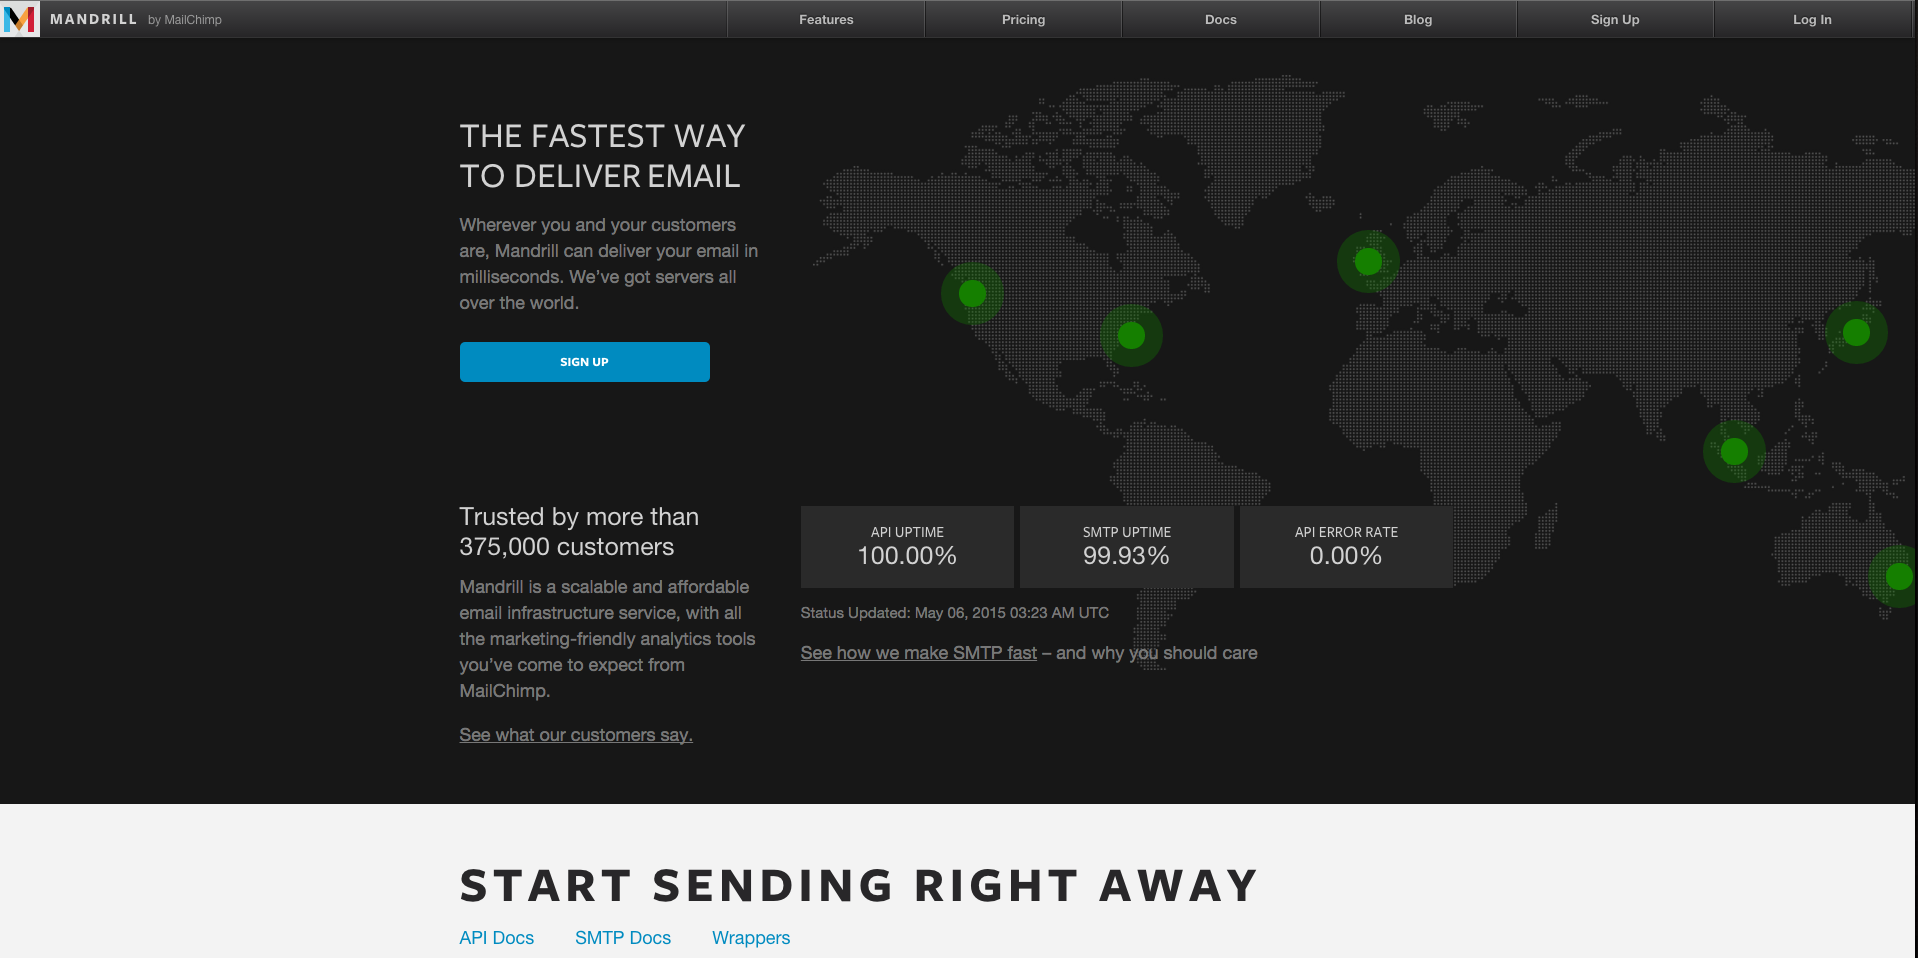 MANDRILL by MailChimp
Features
Pricing
Docs
Blog
Sign Up
Log In
THE FASTEST WAY
TO DELIVER EMAIL
Wherever you and your customers
are, Mandrill can deliver your email in
milliseconds. We've got servers all
over the world.
SIGN UP
Trusted by more than
375,000 customers
Mandrill is a scalable and affordable
email infrastructure service, with all
the marketing-friendly analytics tools
you've come to expect from
MailChimp.
See what our customers say.
API UPTIME
100.00%
SMTP UPTIME
99.93%
API ERROR RATE
0.00%
Status Updated: May 06, 2015 03:23 AM UTC
See how we make SMTP fast – and why you should care
START SENDING RIGHT AWAY
API Docs
SMTP Docs
Wrappers